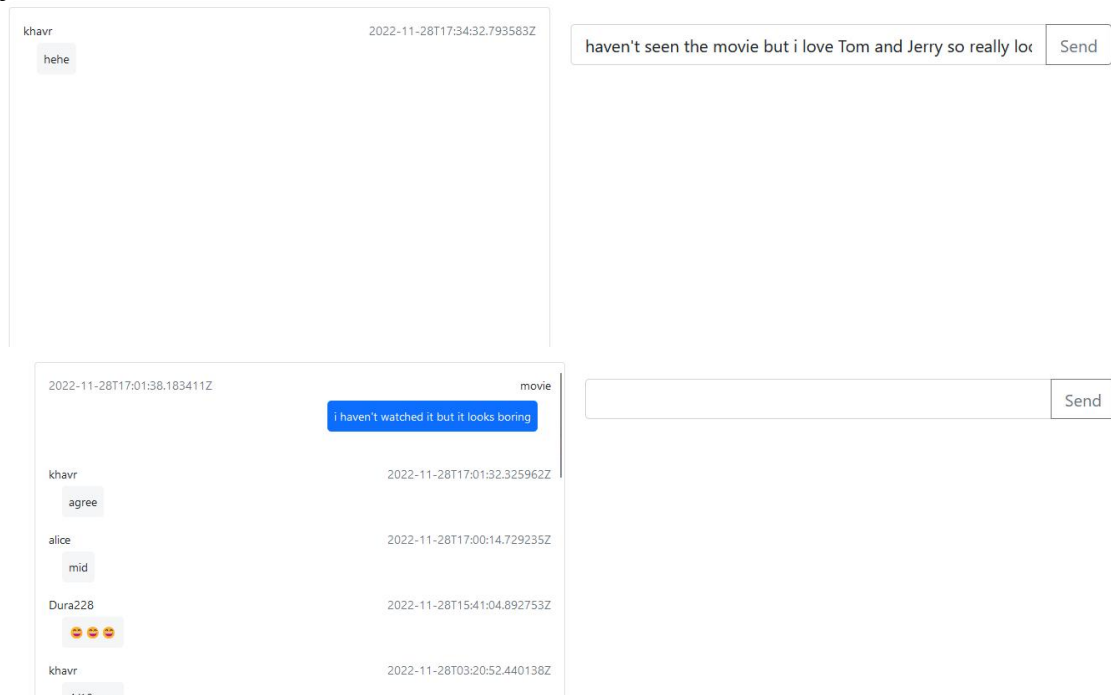 khavr 2022-11-28T17:34:32.793583Z
hehe
haven't seen the movie but i love Tom and Jerry so really loo Send
2022-11-28T17:01:38.183411Z movie
i haven't watched it but it looks boring
Send
khavr 2022-11-28T17:01:32.325962Z
agree
alice 2022-11-28T17:00:14.729235Z
mid
Dura228 2022-11-28T15:41:04.892753Z
😄😄😄
khavr 2022-11-28T03:20:52.440138Z